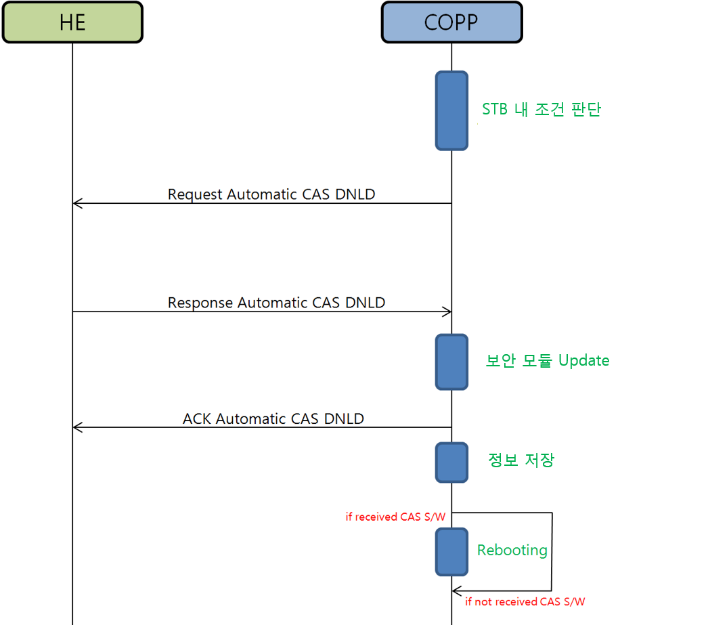 HE
COPP
STB 내 조건 판단
Request Automatic CAS DNLD
Response Automatic CAS DNLD
보안 모듈 Update
ACK Automatic CAS DNLD
정보 저장
if received CAS S/W
Rebooting
if not received CAS S/W